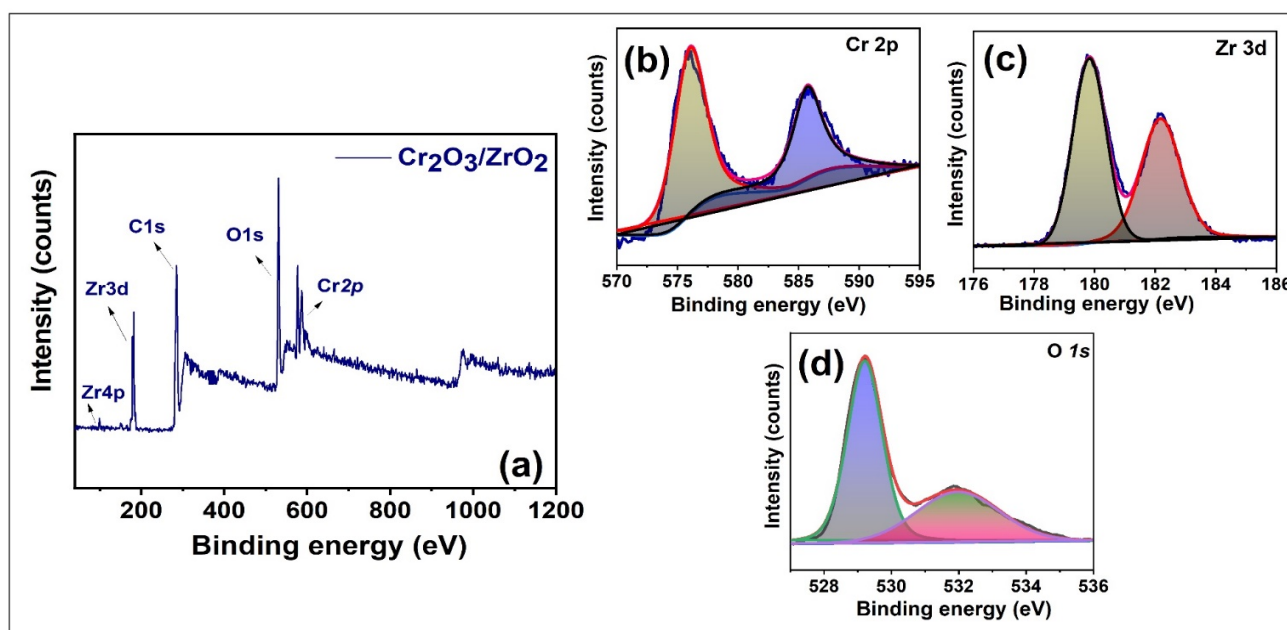 Cr2O3/ZrO2
C1s
O1s
Zr3d
Cr2p
Zr4p
(a)
Intensity (counts)
200 400 600 800 1000 1200
Binding energy (eV)
(b)
Cr 2p
Intensity (counts)
570 575 580 585 590 595
Binding energy (eV)
(c)
Zr 3d
Intensity (counts)
176 178 180 182 184 186
Binding energy (eV)
(d)
O 1s
Intensity (counts)
528 530 532 534 536
Binding energy (eV)